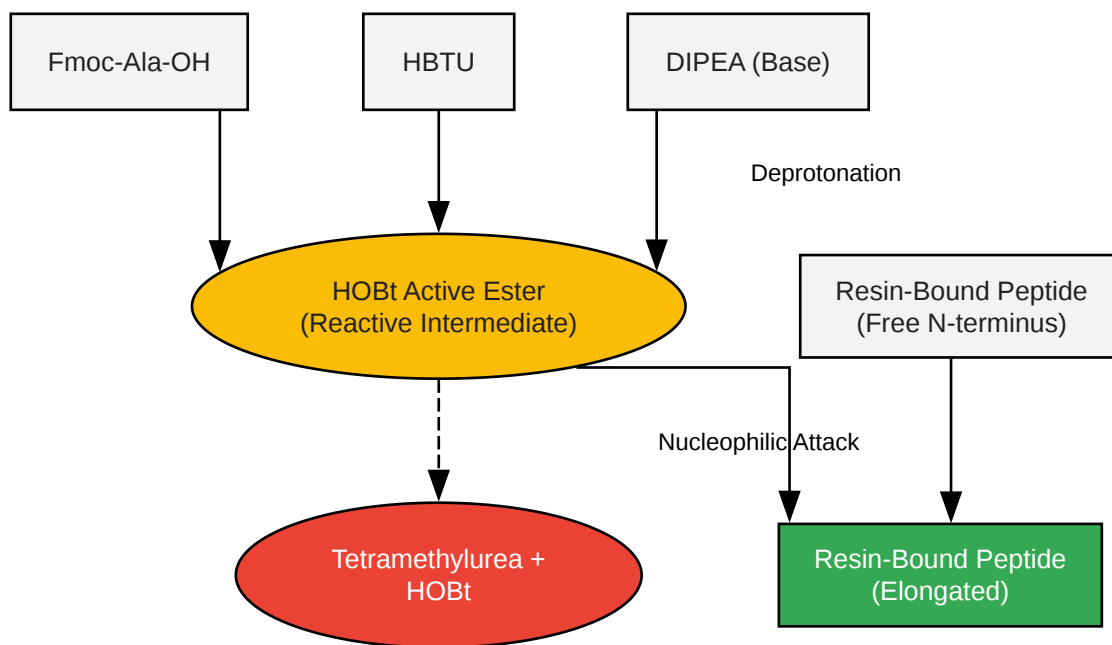 Fmoc-Ala-OH
HBTU
DIPEA (Base)
Deprotonation
HOBt Active Ester
(Reactive Intermediate)
Resin-Bound Peptide
(Free N-terminus)
Nucleophilic Attack
Tetramethylurea +
HOBt
Resin-Bound Peptide
(Elongated)